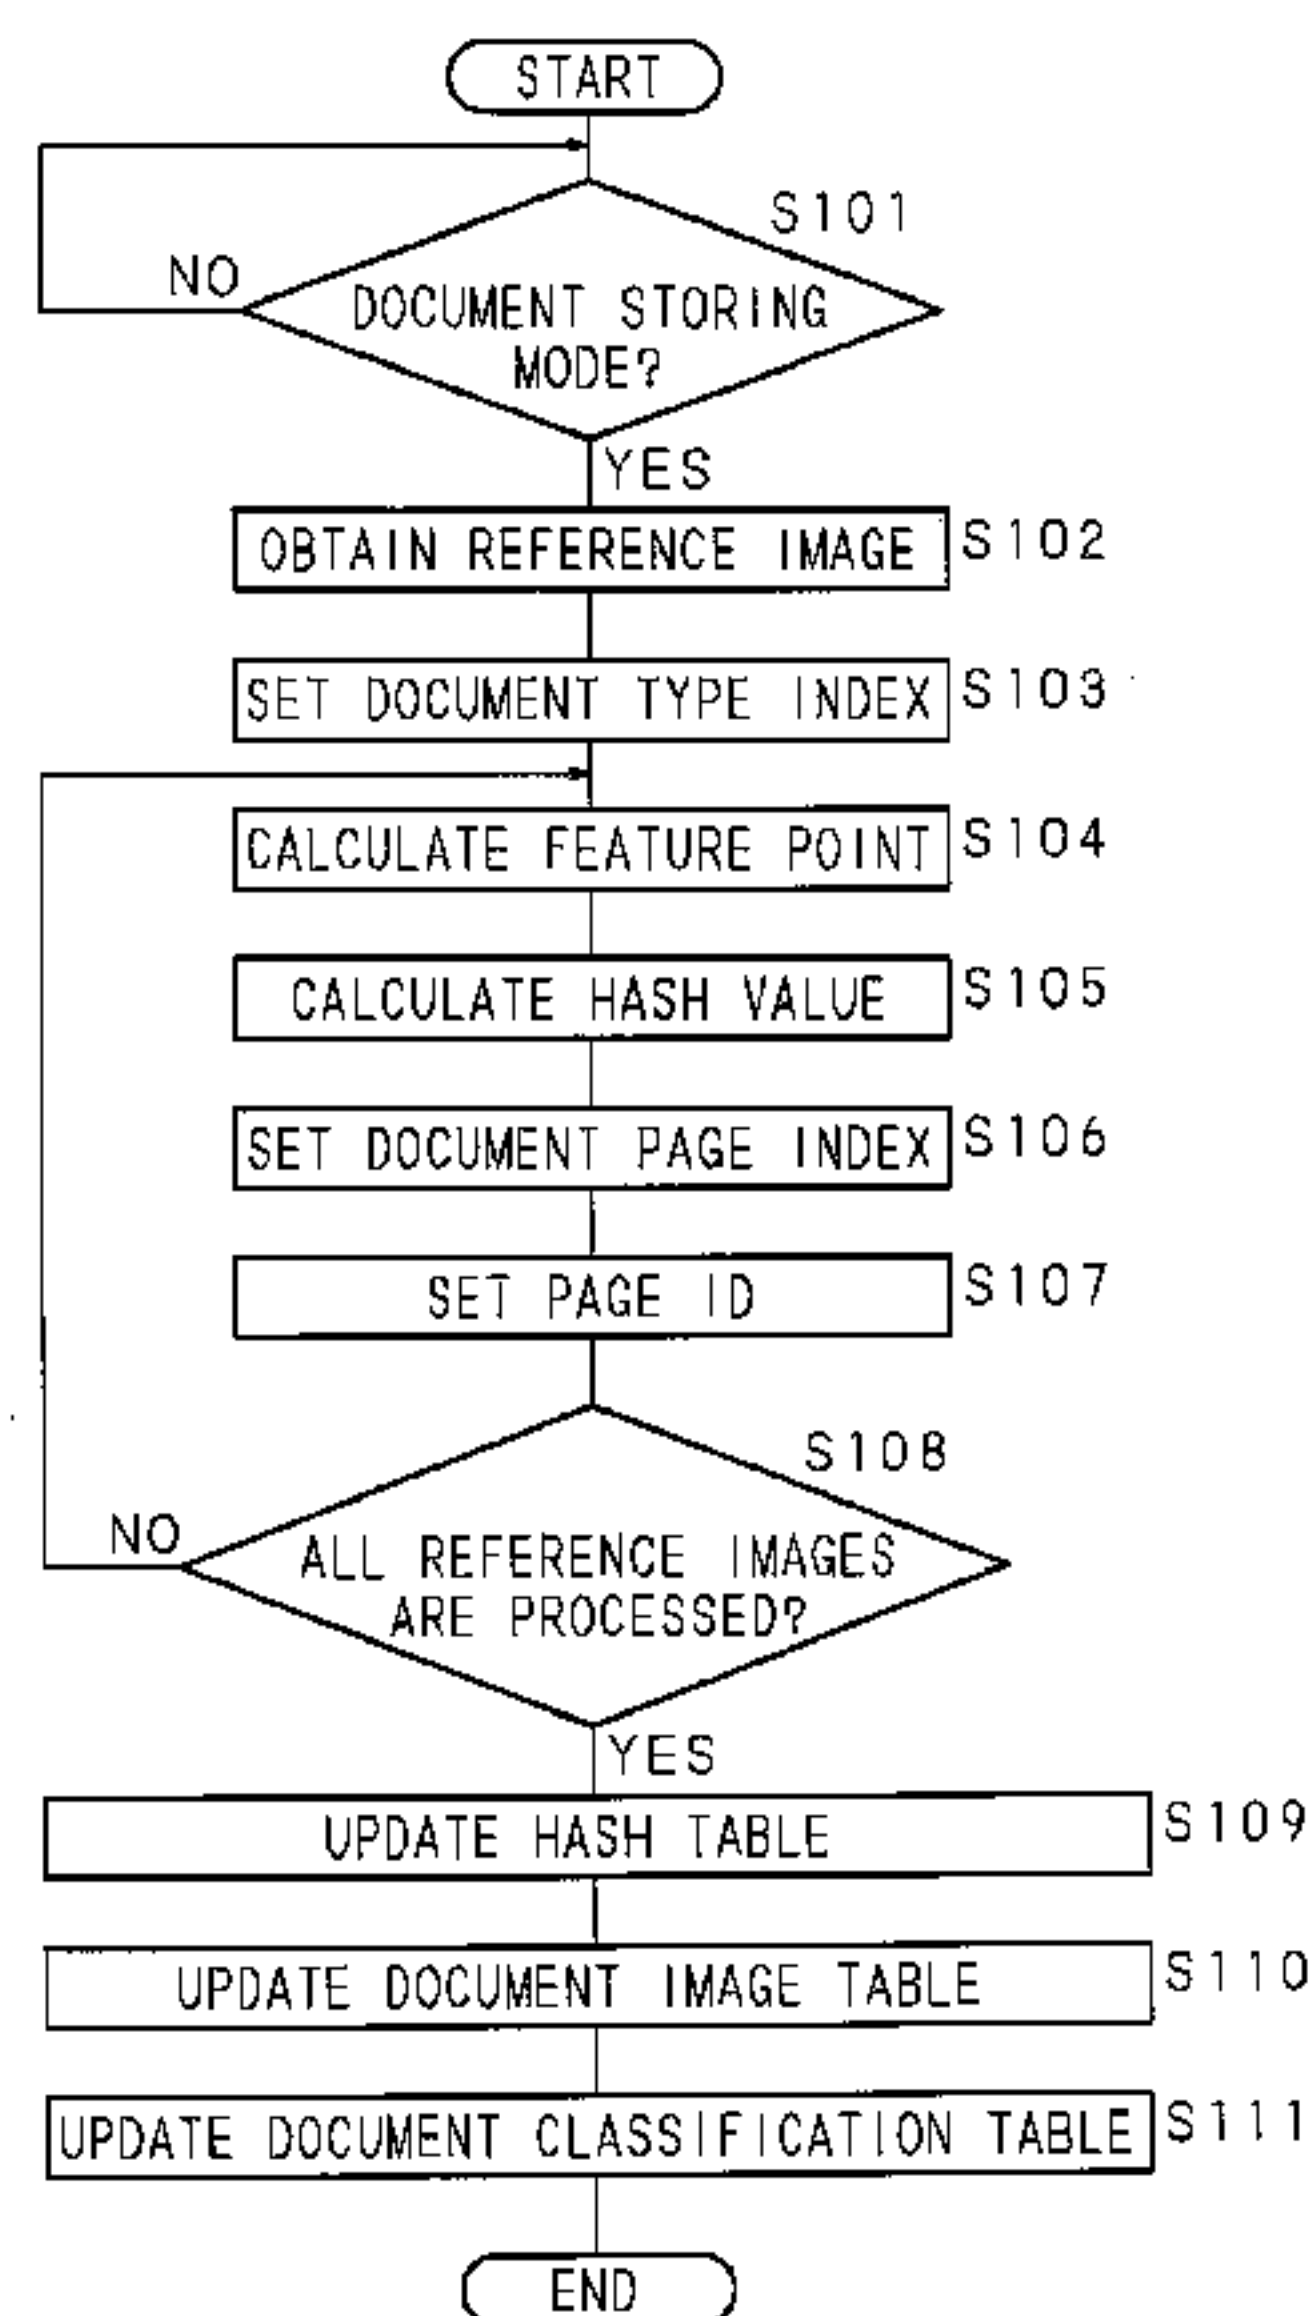 START
S101
NO
DOCUMENT STORING
MODE?
YES
OBTAIN REFERENCE IMAGE S102
SET DOCUMENT TYPE INDEX S103
CALCULATE FEATURE POINT S104
CALCULATE HASH VALUE S105
SET DOCUMENT PAGE INDEX S106
SET PAGE ID S107
S108
NO
ALL REFERENCE IMAGES
ARE PROCESSED?
YES
UPDATE HASH TABLE S109
UPDATE DOCUMENT IMAGE TABLE S110
UPDATE DOCUMENT CLASSIFICATION TABLE S111
END